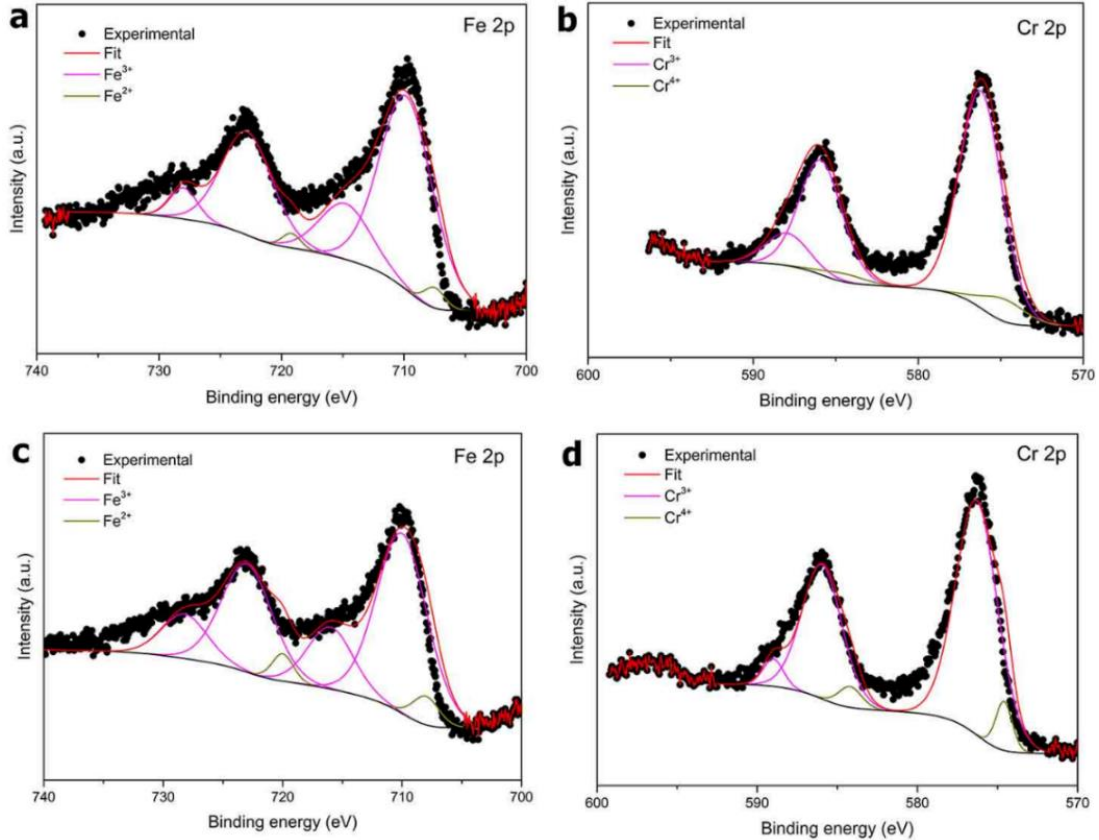 a
Fe 2p
Experimental
Fit
Fe³⁺
Fe²⁺
Intensity (a.u.)
740 730 720 710 700
Binding energy (eV)
b
Cr 2p
Experimental
Fit
Cr³⁺
Cr⁴⁺
Intensity (a.u.)
600 590 580 570
Binding energy (eV)
c
Fe 2p
Experimental
Fit
Fe³⁺
Fe²⁺
Intensity (a.u.)
740 730 720 710 700
Binding energy (eV)
d
Cr 2p
Experimental
Fit
Cr³⁺
Cr⁴⁺
Intensity (a.u.)
600 590 580 570
Binding energy (eV)